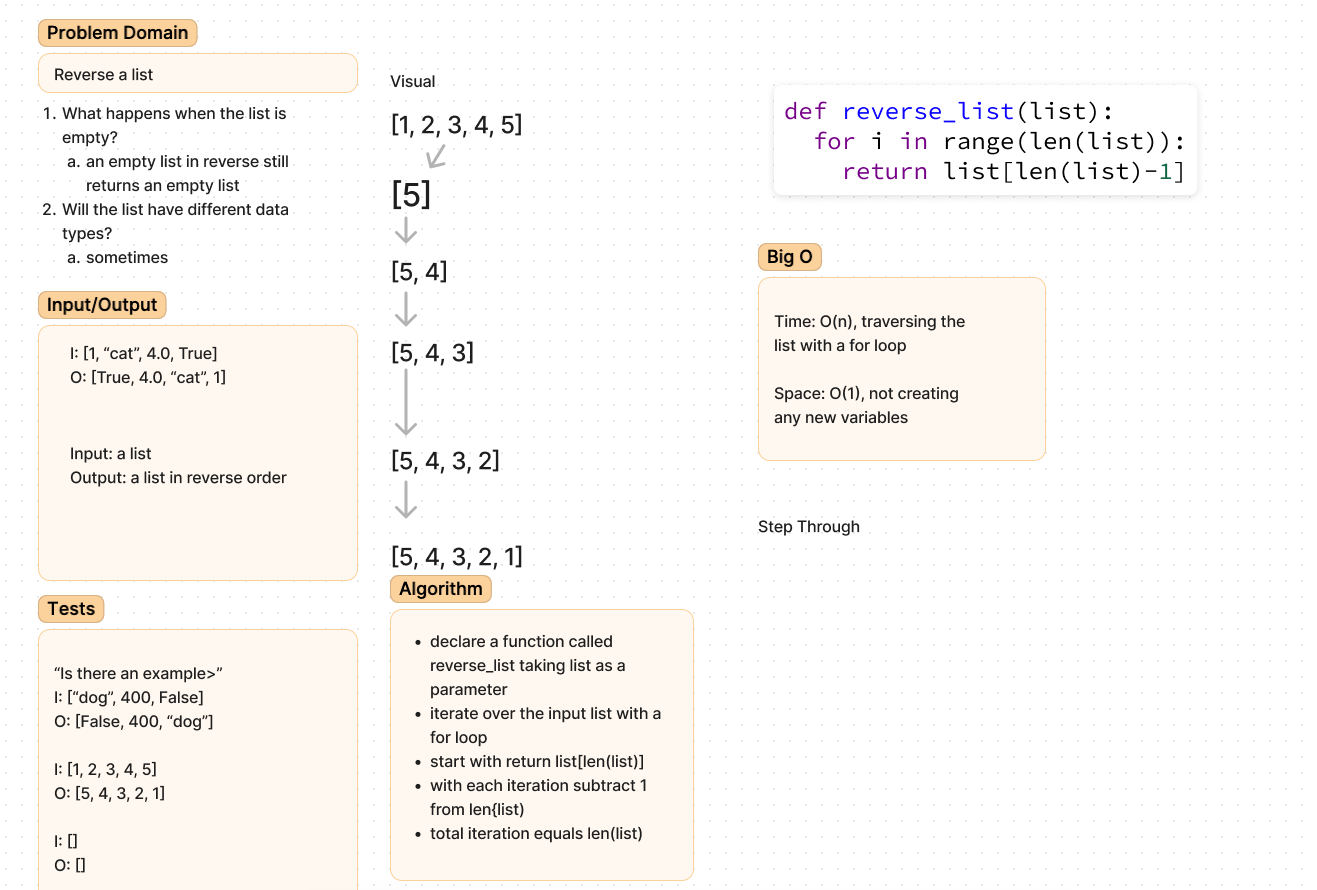 Problem Domain
Reverse a list
1. What happens when the list is
empty?
a. an empty list in reverse still
returns an empty list
2. Will the list have different data
types?
a. sometimes
Input/Output
I: [1, “cat”, 4.0, True]
O: [True, 4.0, “cat”, 1]
Input: a list
Output: a list in reverse order
Tests
“Is there an example>”
I: [“dog”, 400, False]
O: [False, 400, “dog”]
I: [1, 2, 3, 4, 5]
O: [5, 4, 3, 2, 1]
I: []
O: []
Visual
[1, 2, 3, 4, 5]
[5]
[5, 4]
[5, 4, 3]
[5, 4, 3, 2]
[5, 4, 3, 2, 1]
Algorithm
• declare a function called
reverse_list taking list as a
parameter
• iterate over the input list with a
for loop
• start with return list[len(list)]
• with each iteration subtract 1
from len{list)
• total iteration equals len(list)
def reverse_list(list):
  for i in range(len(list)):
    return list[len(list)-1]
Big O
Time: O(n), traversing the
list with a for loop
Space: O(1), not creating
any new variables
Step Through